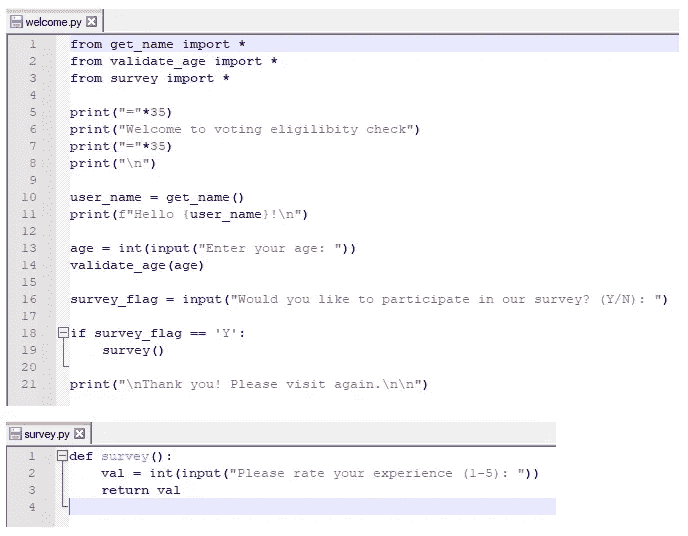 welcome.py
1 from get_name import *
2 from validate_age import *
3 from survey import *
4
5 print("="*35)
6 print("Welcome to voting eligilibity check")
7 print("="*35)
8 print("\n")
9
10 user_name = get_name()
11 print(f"Hello {user_name}!\n")
12
13 age = int(input("Enter your age: "))
14 validate_age(age)
15
16 survey_flag = input("Would you like to participate in our survey? (Y/N): ")
17
18 if survey_flag == 'Y':
19     survey()
20
21 print("\nThank you! Please visit again.\n\n")
survey.py
1 def survey():
2     val = int(input("Please rate your experience (1-5): "))
3     return val
4